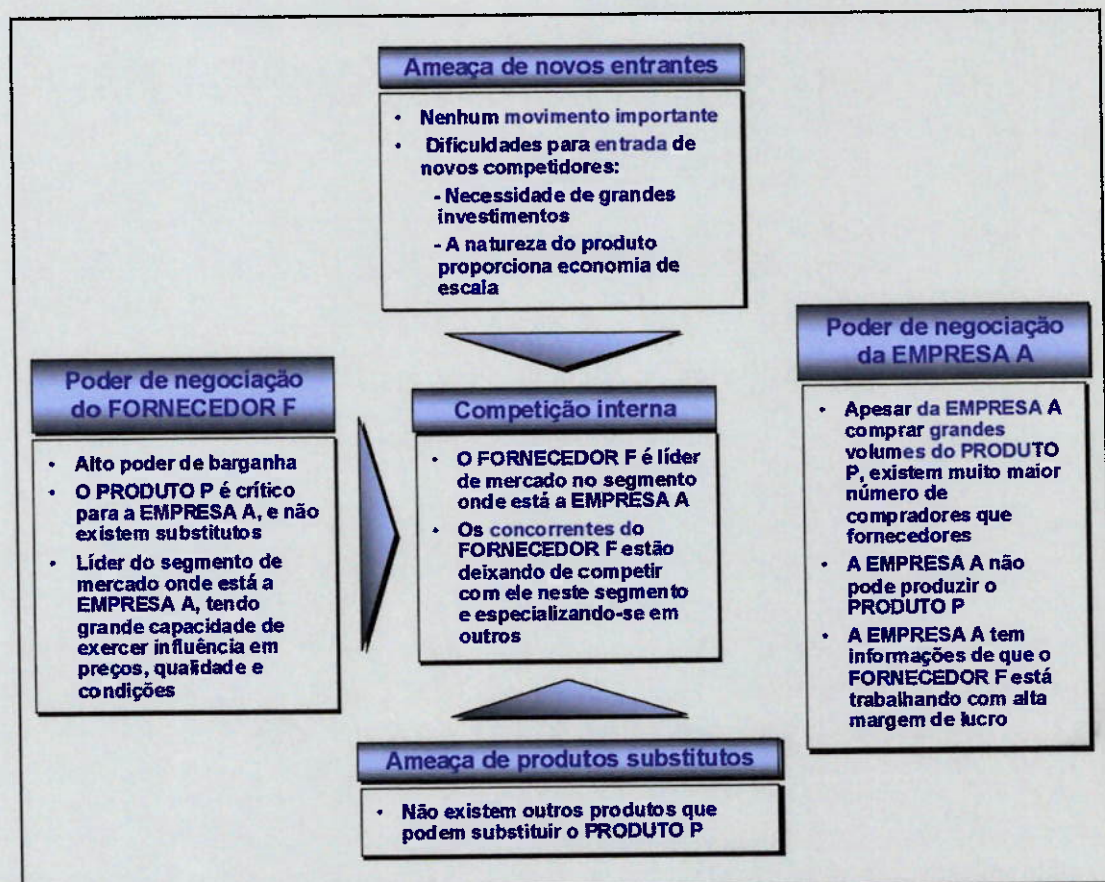 Ameaça de novos entrantes
• Nenhum movimento importante
• Dificuldades para entrada de
novos competidores:
- Necessidade de grandes
investimentos
- A natureza do produto
proporciona economia de
escala
Poder de negociação
do FORNECEDOR F
• Alto poder de barganha
• O PRODUTO P é crítico
para a EMPRESA A, e não
existem substitutos
• Líder do segmento de
mercado onde está a
EMPRESA A, tendo
grande capacidade de
exercer influência em
preços, qualidade e
condições
Competição interna
• O FORNECEDOR F é líder
de mercado no segmento
onde está a EMPRESA A
• Os concorrentes do
FORNECEDOR F estão
deixando de competir
com ele neste segmento
e especializando-se em
outros
Poder de negociação
da EMPRESA A
• Apesar da EMPRESA A
comprar grandes
volumes do PRODUTO
P, existem muito maior
número de
compradores que
fornecedores
• A EMPRESA A não
pode produzir o
PRODUTO P
• A EMPRESA A tem
informações de que o
FORNECEDOR F está
trabalhando com alta
margem de lucro
Ameaça de produtos substitutos
• Não existem outros produtos que
podem substituir o PRODUTO P